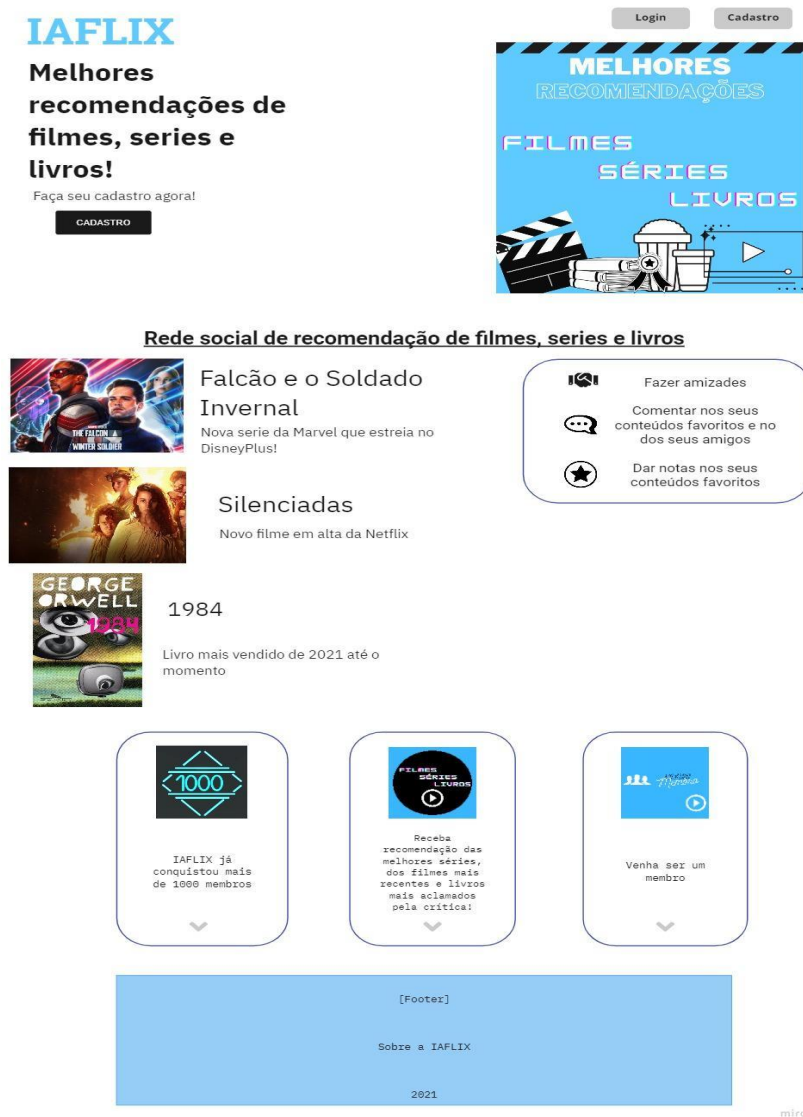 IAFLIX
Login
Cadastro
Melhores
recomendações de
filmes, series e
livros!
Faça seu cadastro agora!
CADASTRO
MELHORES
RECOMENDAÇÕES
FILMES
SÉRIES
LIVROS
Rede social de recomendação de filmes, series e livros
THE FALCON AND
WINTER SOLDIER
Falcão e o Soldado
Invernal
Nova serie da Marvel que estreia no
DisneyPlus!
Fazer amizades
Comentar nos seus
conteúdos favoritos e no
dos seus amigos
Dar notas nos seus
conteúdos favoritos
Silenciadas
Novo filme em alta da Netflix
GEORGE
ORWELL
1984
1984
Livro mais vendido de 2021 até o
momento
1000
IAFLIX já
conquistou mais
de 1000 membros
FILMES
SÉRIES
LIVROS
Receba
recomendação das
melhores séries,
dos filmes mais
recentes e livros
mais aclamados
pela crítica!
Membro
Venha ser um
membro
[Footer]
Sobre a IAFLIX
2021
miro